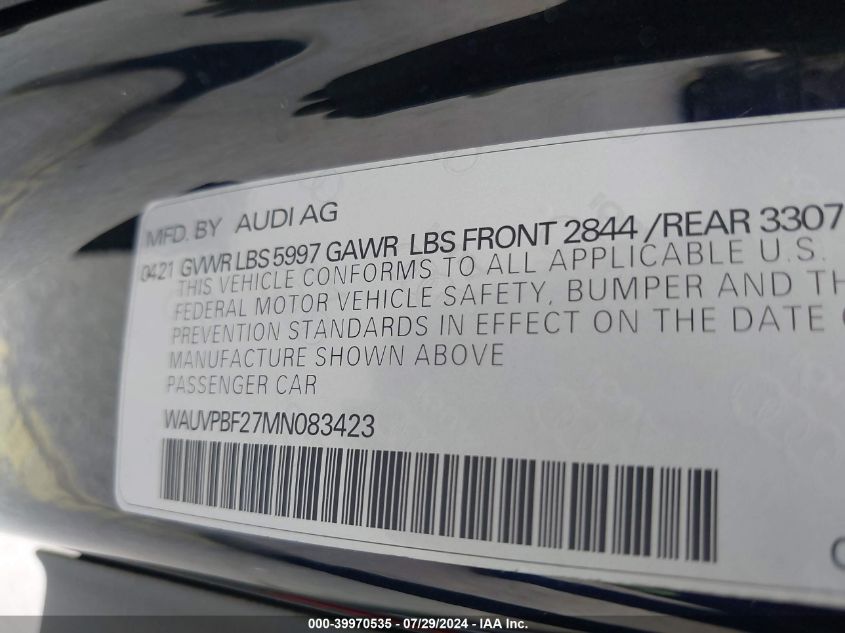 MFD. BY AUDI AG
0421 GVWR LBS 5997 GAWR LBS FRONT 2844 /REAR 3307
THIS VEHICLE CONFORMS TO ALL APPLICABLE U.S.
FEDERAL MOTOR VEHICLE SAFETY, BUMPER AND TH
PREVENTION STANDARDS IN EFFECT ON THE DATE
MANUFACTURE SHOWN ABOVE
PASSENGER CAR
WAUVPBF27MN083423
000-39970535 - 07/29/2024 - IAA Inc.